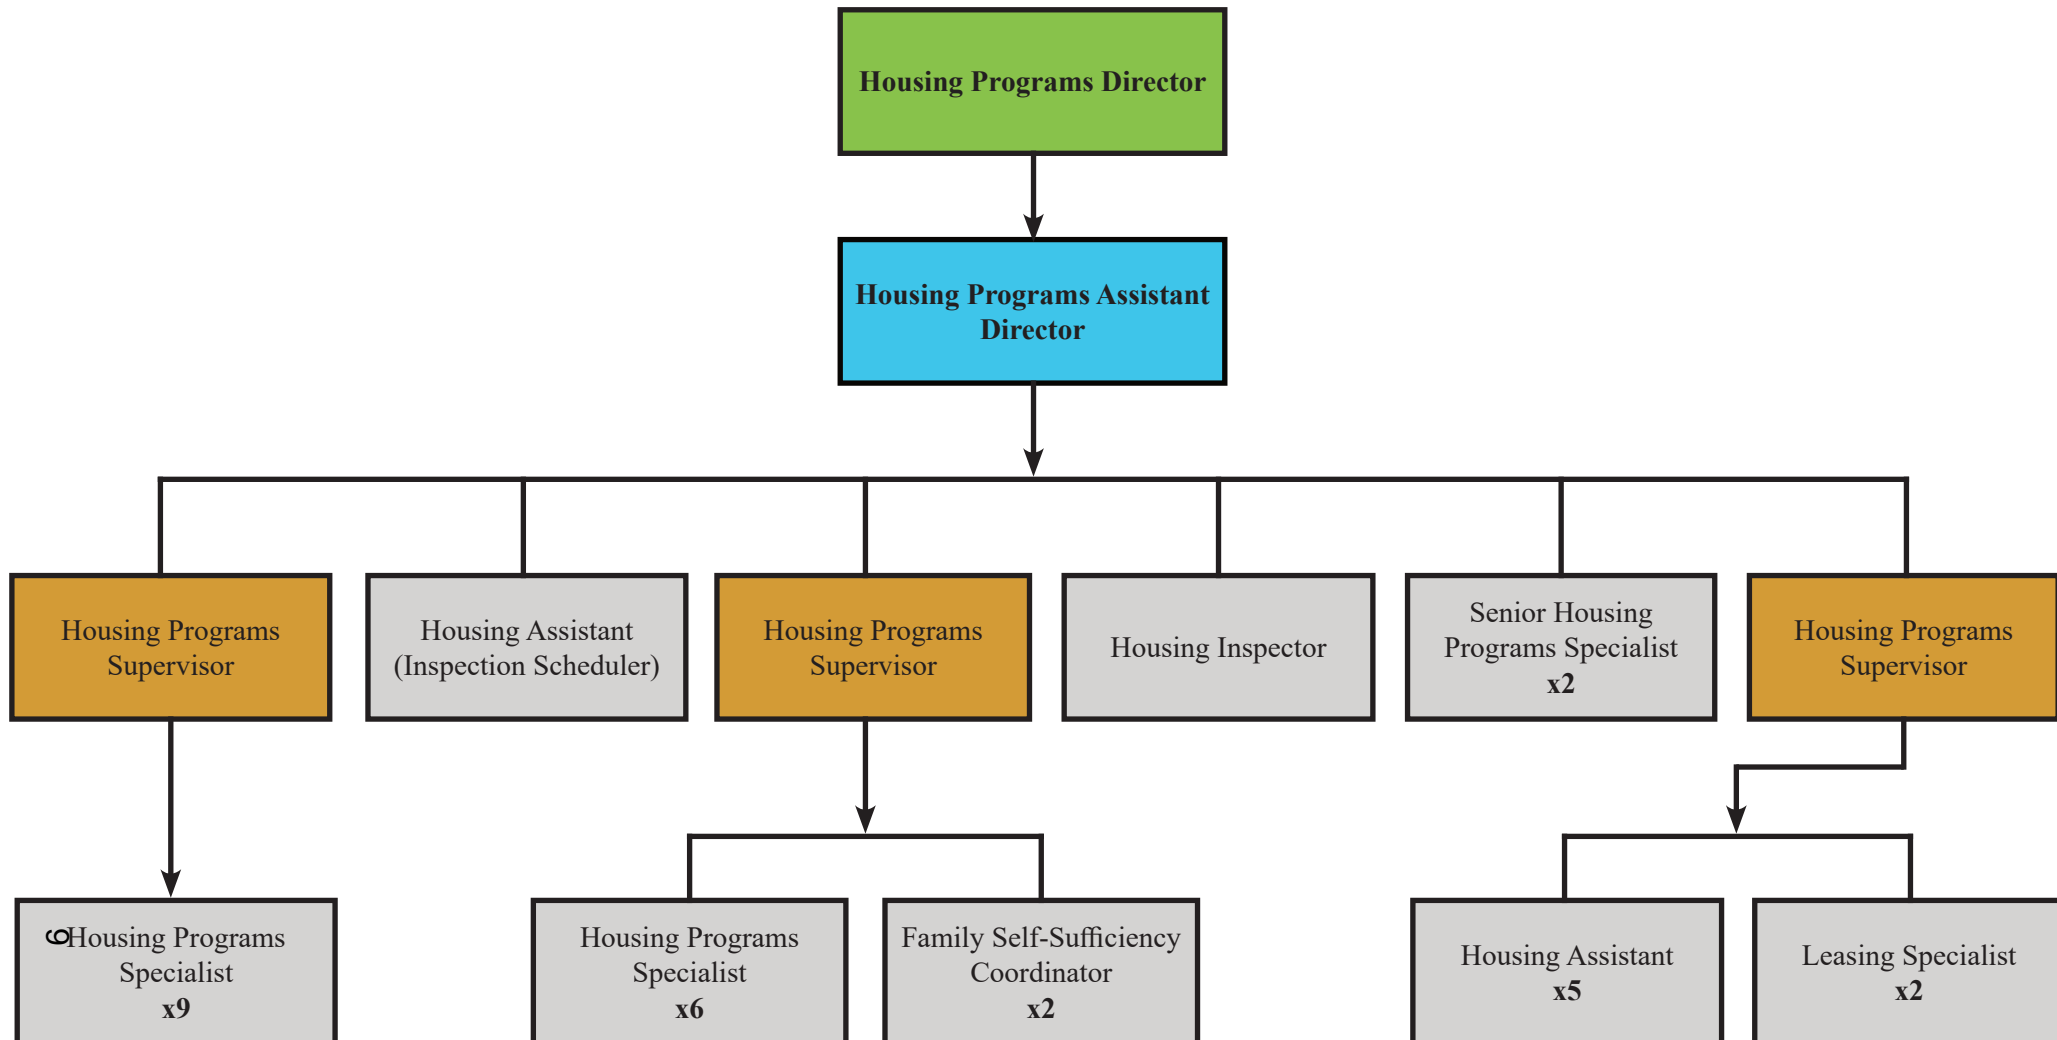 Housing Programs Director
Housing Programs Assistant
Director
Housing Programs
Supervisor
Housing Assistant
(Inspection Scheduler)
Housing Programs
Supervisor
Housing Inspector
Senior Housing
Programs Specialist
x2
Housing Programs
Supervisor
6
Housing Programs
Specialist
x9
Housing Programs
Specialist
x6
Family Self-Sufficiency
Coordinator
x2
Housing Assistant
x5
Leasing Specialist
x2